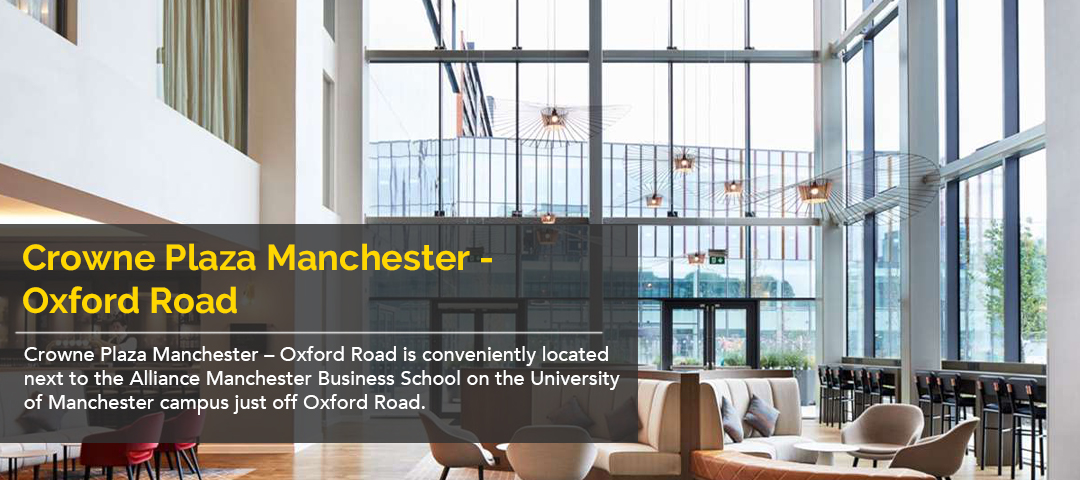 Crowne Plaza Manchester -
Oxford Road
Crowne Plaza Manchester – Oxford Road is conveniently located
next to the Alliance Manchester Business School on the University
of Manchester campus just off Oxford Road.